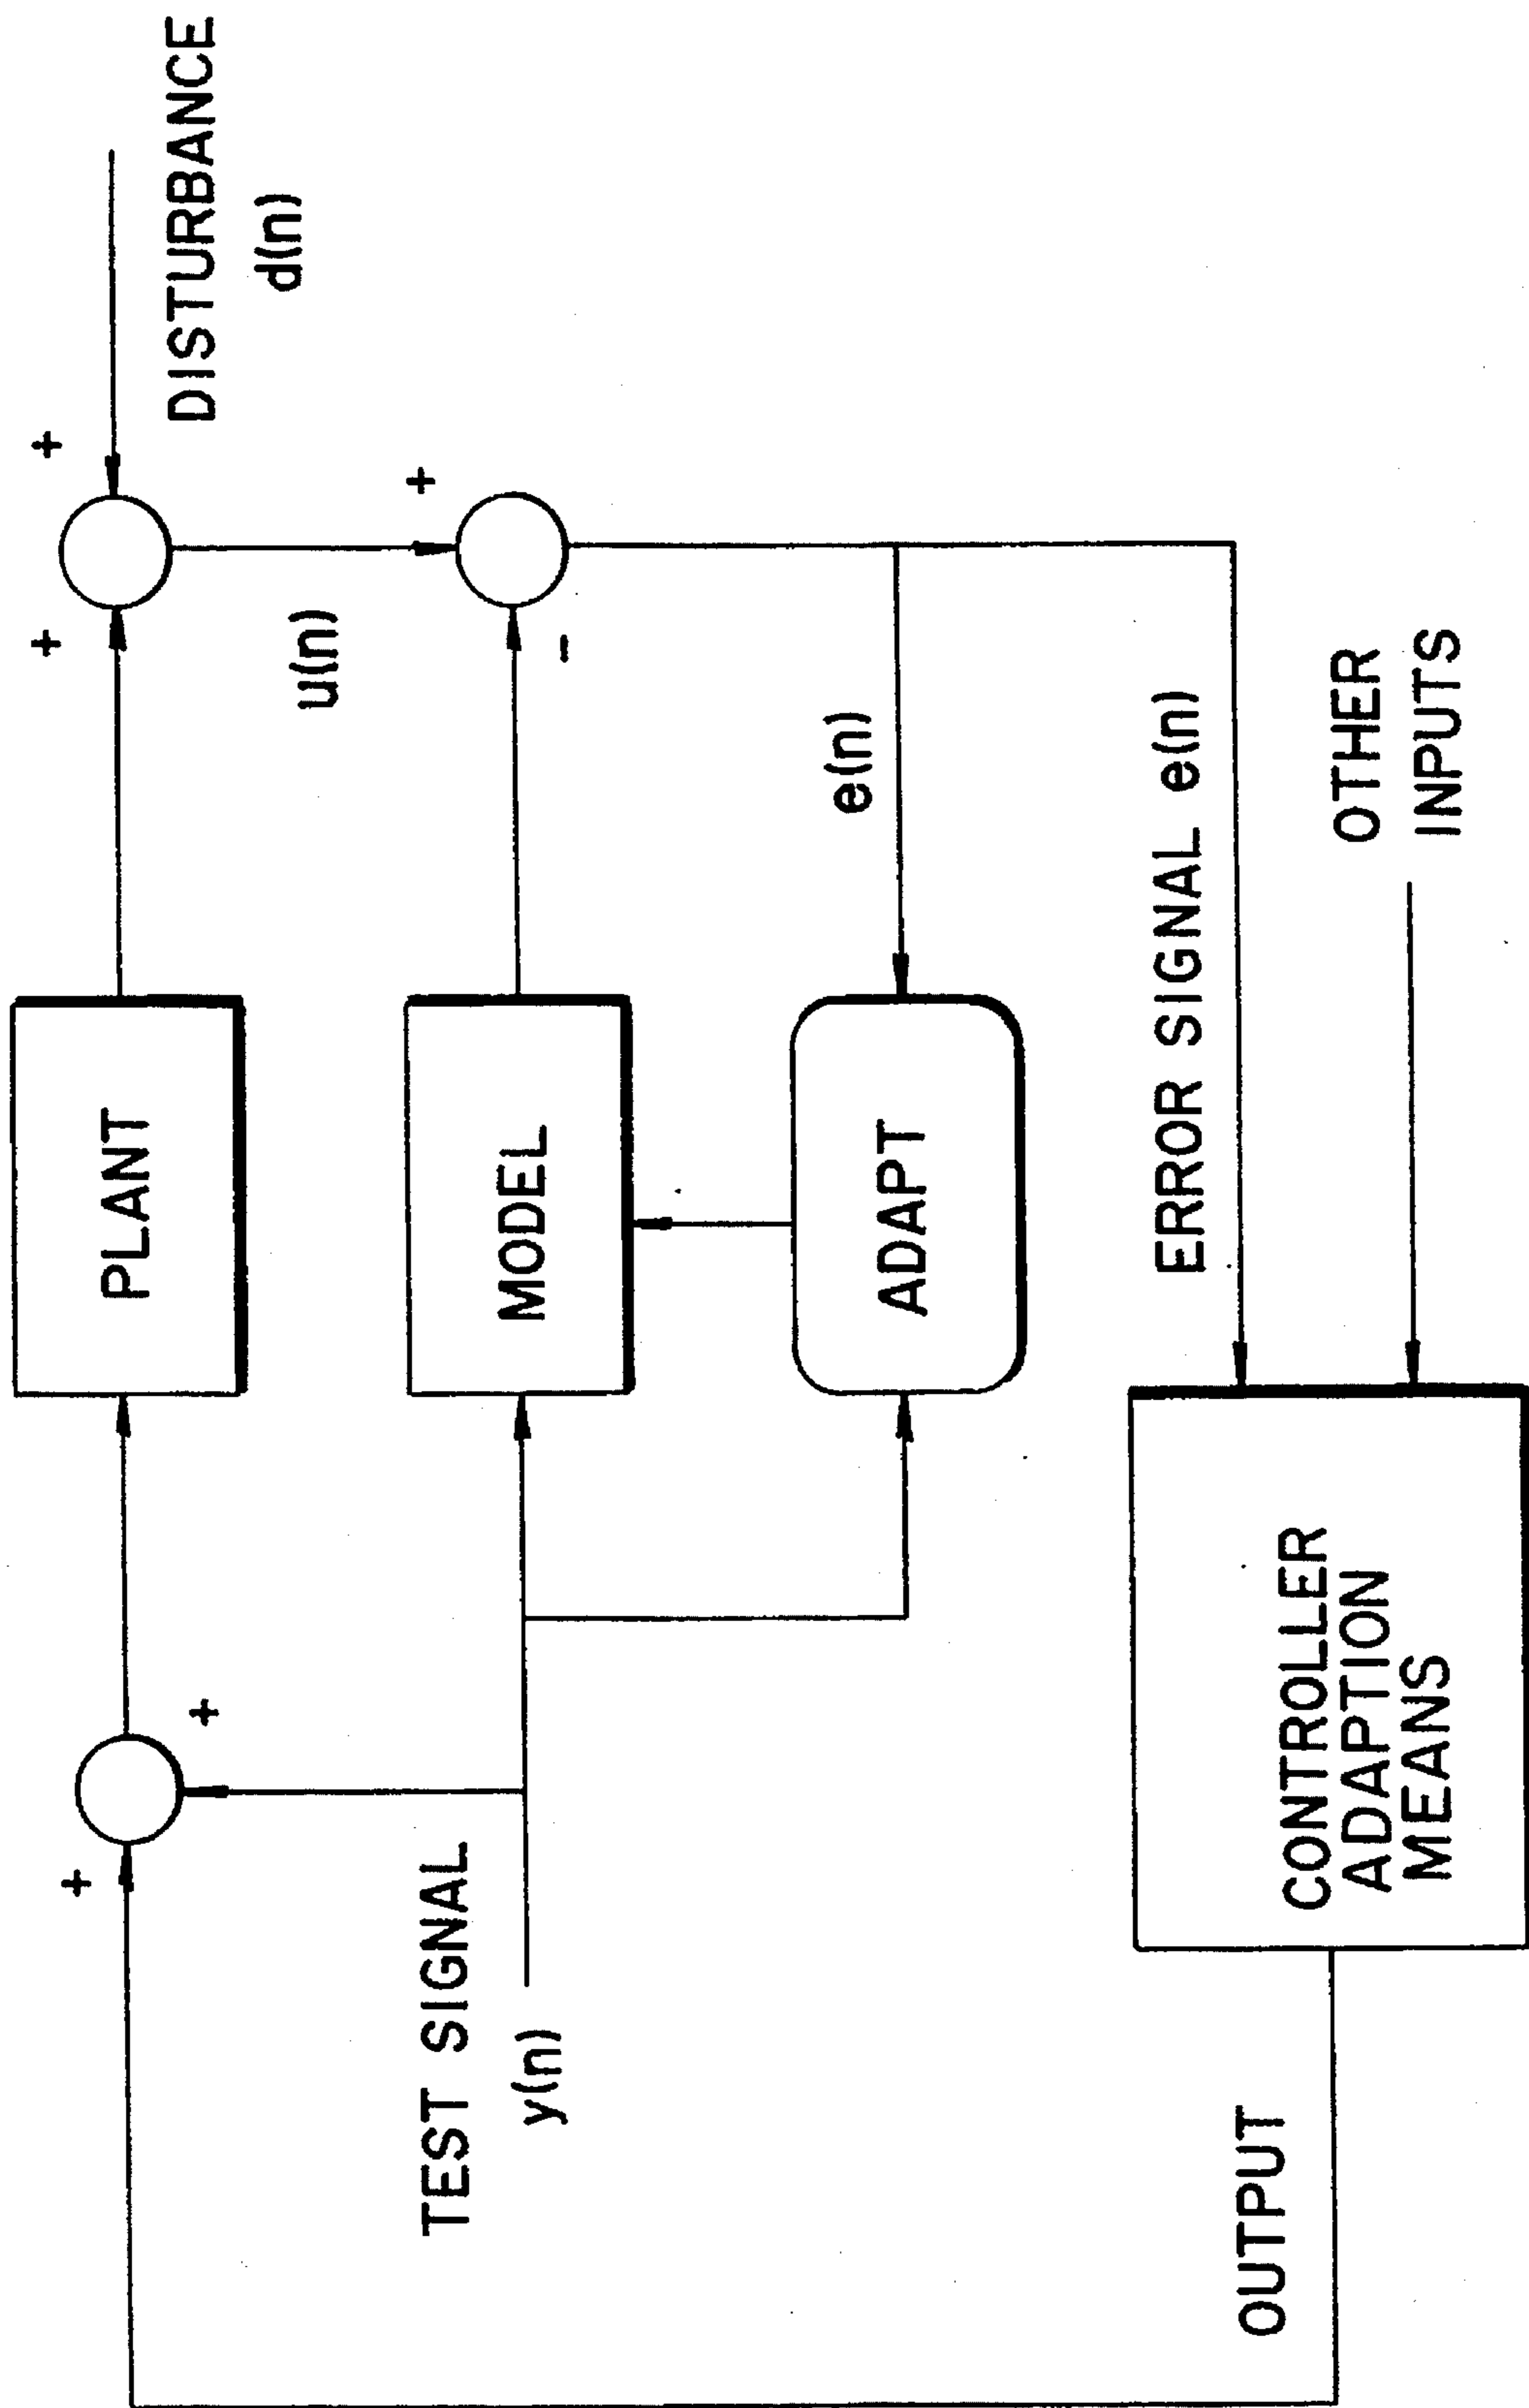 PLANT
+
+
+
+
DISTURBANCE
d(n)
u(n)
+
-
TEST SIGNAL
y(n)
MODEL
e(n)
ADAPT
ERROR SIGNAL e(n)
OTHER
INPUTS
OUTPUT
CONTROLLER
ADAPTION
MEANS